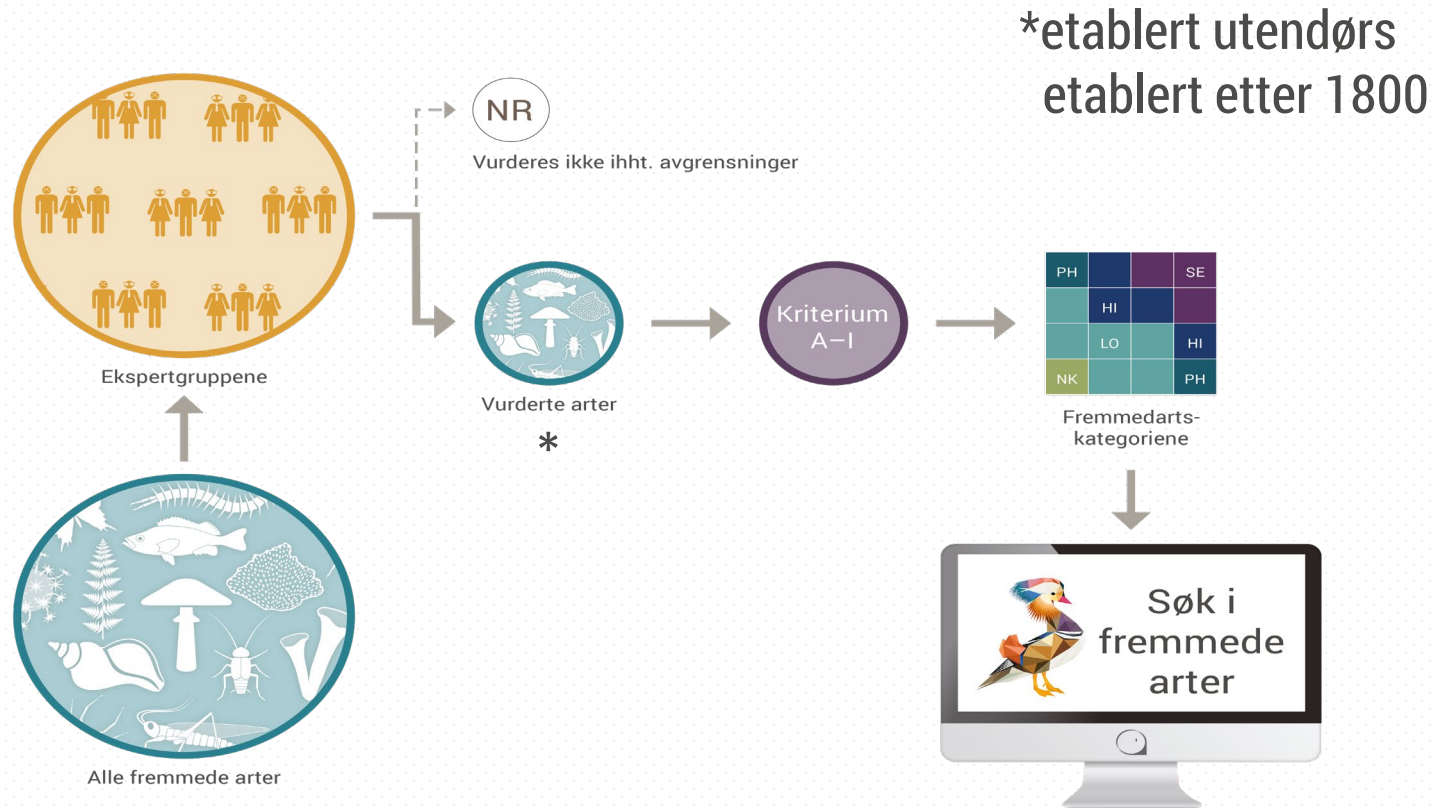 *etablert utendørs
etablert etter 1800
NR
Vurderes ikke ihht. avgrensninger
Ekspertgruppene
Vurderte arter
*
Kriterium
A–I
PH SE
HI
LO HI
NK PH
Fremmedarts-
kategoriene
Alle fremmede arter
Søk i
fremmede
arter